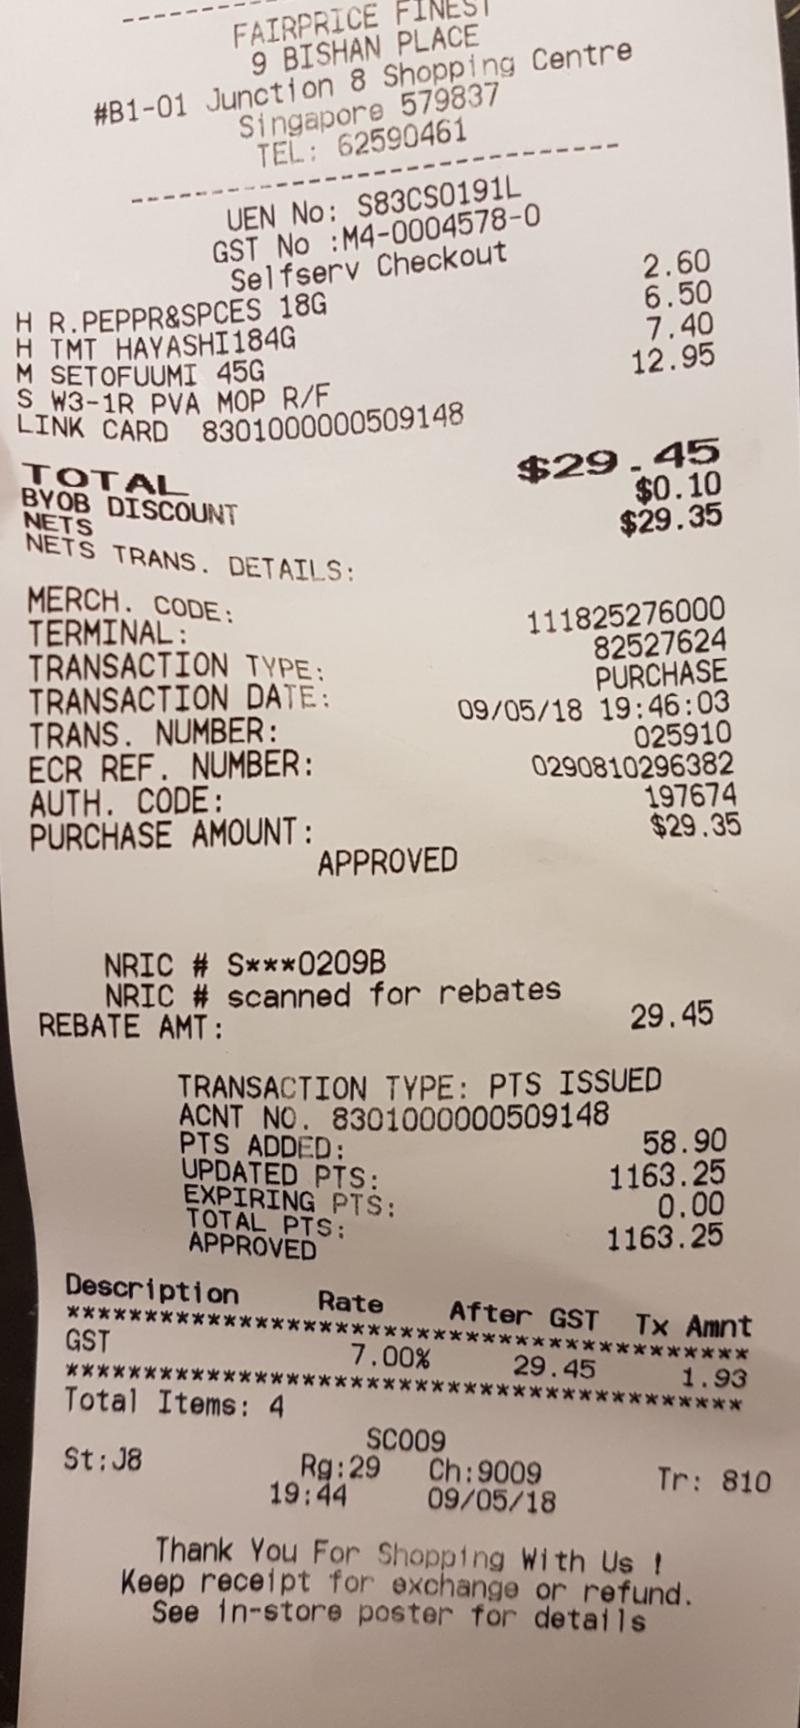 FAIRPRICE FINEST
9 BISHAN PLACE
#B1-01 Junction 8 Shopping Centre
Singapore 579837
TEL: 62590461
UEN No: S83CS0191L
GST No :M4-0004578-0
Selfserv Checkout
H R.PEPPR&SPCES 18G 2.60
H TMT HAYASHI184G 6.50
M SETOFUUMI 45G 7.40
S W3-1R PVA MOP R/F 12.95
LINK CARD 8301000000509148
TOTAL $29.45
BYOB DISCOUNT $0.10
NETS $29.35
NETS TRANS. DETAILS:
MERCH. CODE: 111825276000
TERMINAL: 82527624
TRANSACTION TYPE: PURCHASE
TRANSACTION DATE: 09/05/18 19:46:03
TRANS. NUMBER: 025910
ECR REF. NUMBER: 0290810296382
AUTH. CODE: 197674
PURCHASE AMOUNT: $29.35
APPROVED
NRIC # S***0209B
NRIC # scanned for rebates
REBATE AMT: 29.45
TRANSACTION TYPE: PTS ISSUED
ACNT NO. 8301000000509148
PTS ADDED: 58.90
UPDATED PTS: 1163.25
EXPIRING PTS: 0.00
TOTAL PTS: 1163.25
APPROVED
Description Rate After GST Tx Amnt
GST 7.00% 29.45 1.93
Total Items: 4
SC009
St:J8 Rg:29 Ch:9009 Tr: 810
19:44 09/05/18
Thank You For Shopping With Us !
Keep receipt for exchange or refund.
See in-store poster for details